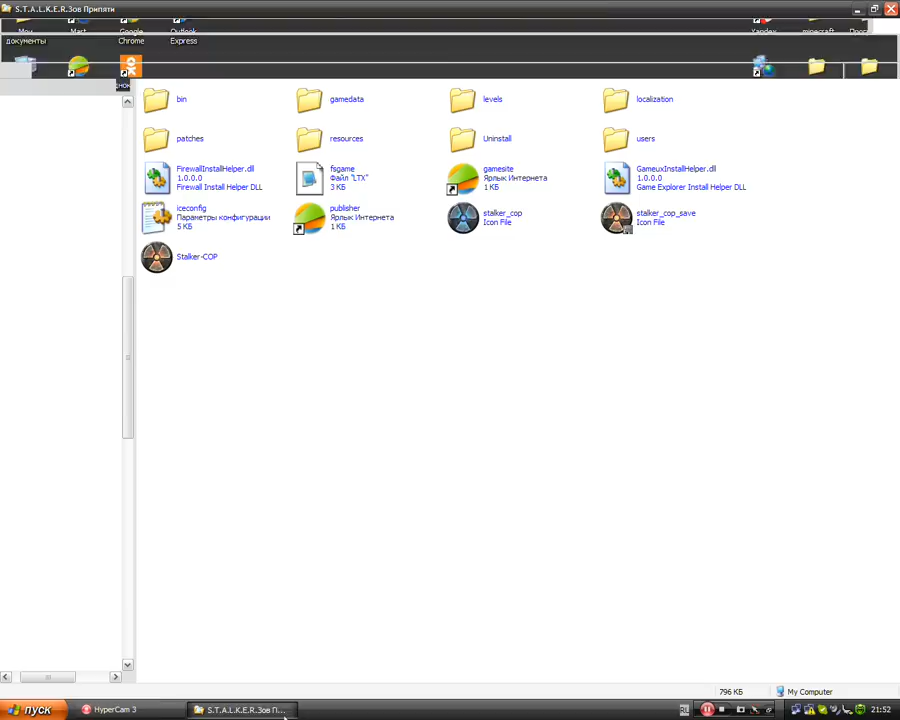 S.T.A.L.K.E.R.Зов Припяти
Мои Март Google Outlook Yandex minecraft
документы Chrome Express
bin gamedata levels localization
patches resources Uninstall users
FirewallInstallHelper.dll fsgame gamesite GameuxInstallHelper.dll
1.0.0.0 Файл "LTX" Ярлык Интернета 1.0.0.0
Firewall Install Helper DLL 3 КБ 1 КБ Game Explorer Install Helper DLL
iceconfig publisher stalker_cop stalker_cop_save
Параметры конфигурации Ярлык Интернета Icon File Icon File
5 КБ 1 КБ
Stalker-COP
796 КБ My Computer
пуск HyperCam 3 S.T.A.L.K.E.R.Зов П... RL 21:52